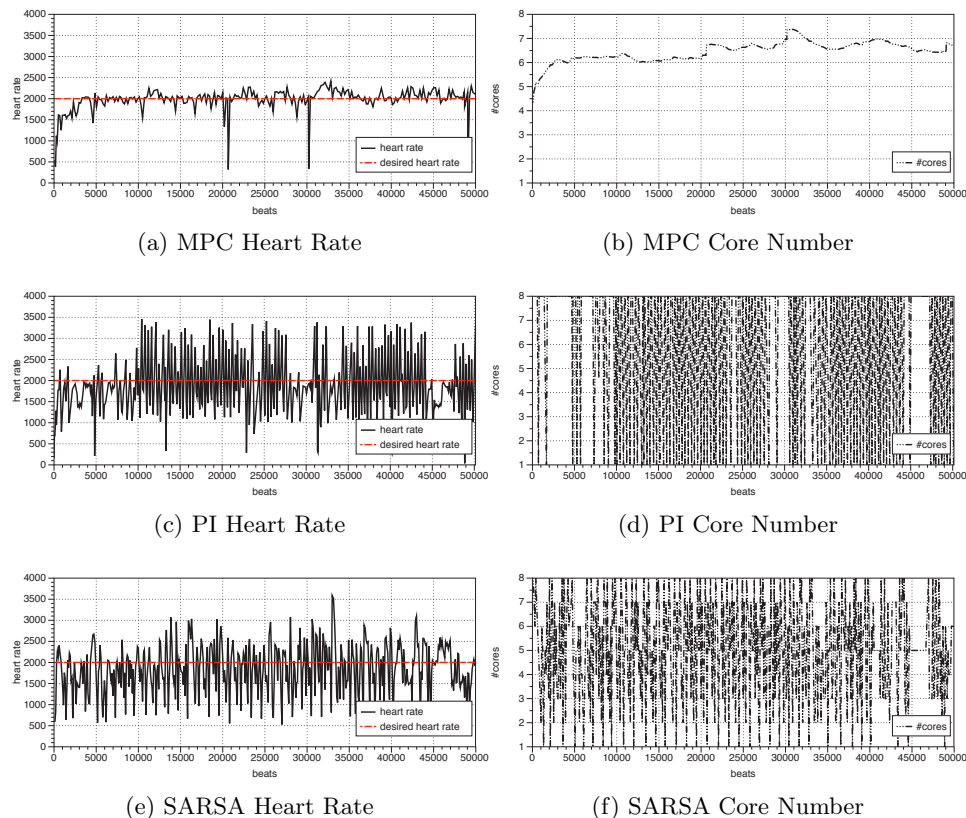 4000
3500
3000
2500
2000
1500
1000
500
0
heart rate
heart rate
desired heart rate
0 5000 10000 15000 20000 25000 30000 35000 40000 45000 50000
beats
(a) MPC Heart Rate
8
7
6
5
4
3
2
1
#cores
#cores
0 5000 10000 15000 20000 25000 30000 35000 40000 45000 50000
beats
(b) MPC Core Number
4000
3500
3000
2500
2000
1500
1000
500
0
heart rate
heart rate
desired heart rate
0 5000 10000 15000 20000 25000 30000 35000 40000 45000 50000
beats
(c) PI Heart Rate
8
7
6
5
4
3
2
1
#cores
#cores
0 5000 10000 15000 20000 25000 30000 35000 40000 45000 50000
beats
(d) PI Core Number
4000
3500
3000
2500
2000
1500
1000
500
0
heart rate
heart rate
desired heart rate
0 5000 10000 15000 20000 25000 30000 35000 40000 45000 50000
beats
(e) SARSA Heart Rate
8
7
6
5
4
3
2
1
#cores
#cores
0 5000 10000 15000 20000 25000 30000 35000 40000 45000 50000
beats
(f) SARSA Core Number